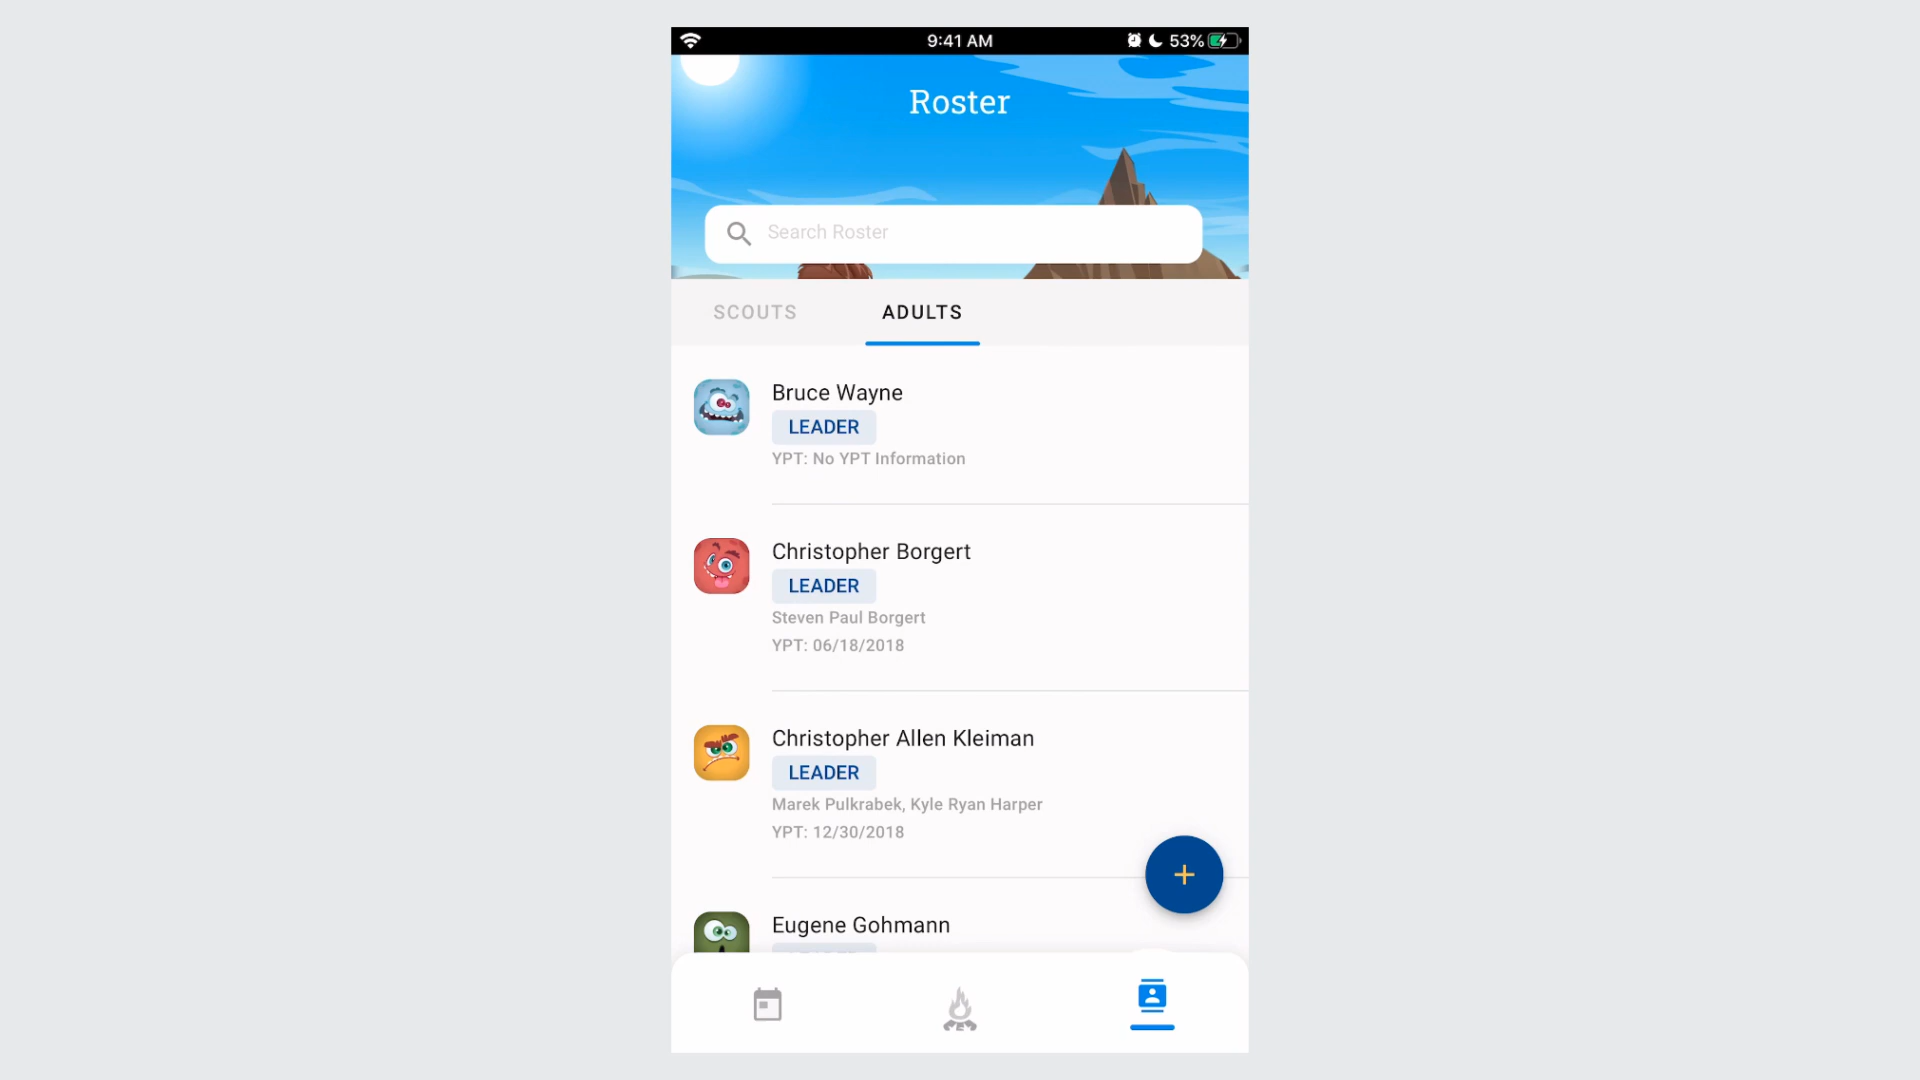 9:41 AM
53%
Roster
Search Roster
SCOUTS
ADULTS
Bruce Wayne
LEADER
YPT: No YPT Information
Christopher Borgert
LEADER
Steven Paul Borgert
YPT: 06/18/2018
Christopher Allen Kleiman
LEADER
Marek Pulkrabek, Kyle Ryan Harper
YPT: 12/30/2018
+
Eugene Gohmann